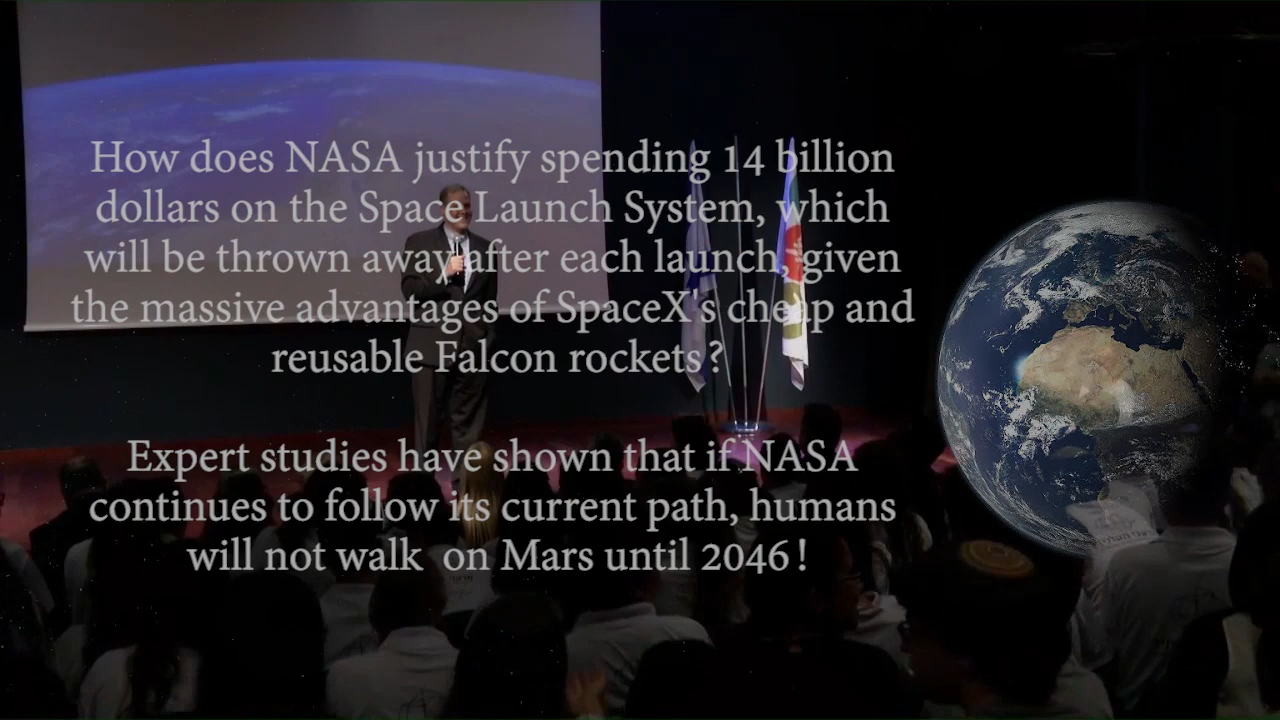 How does NASA justify spending 14 billion
dollars on the Space Launch System, which
will be thrown away after each launch, given
the massive advantages of SpaceX's cheap and
reusable Falcon rockets?
Expert studies have shown that if NASA
continues to follow its current path, humans
will not walk on Mars until 2046!